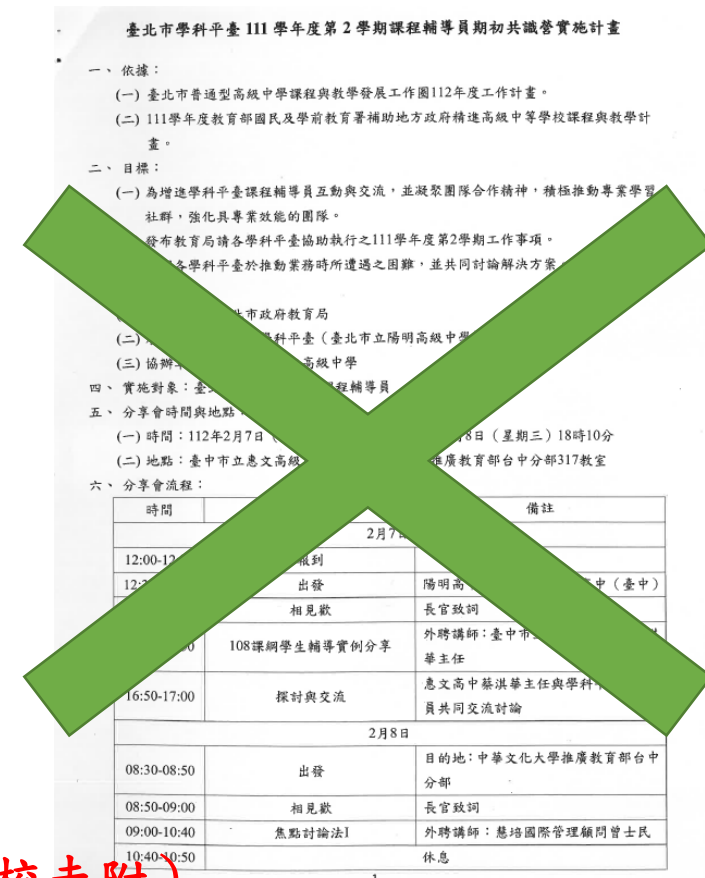 臺北市學科平臺 111 學年度第 2 學期課程輔導員期初共識營實施計畫
一、 依據：
(一) 臺北市普通型高級中學課程與教學發展工作圈112年度工作計畫。
(二) 111學年度教育部國民及學前教育署補助地方政府精進高級中等學校課程與教學計
畫。
二、 目標：
(一) 為增進學科平臺課程輔導員互動與交流，並凝聚團隊合作精神，積極推動專業學習
社群，強化具專業效能的團隊。
發布教育局請各學科平臺協助執行之111學年度第2學期工作事項。
各學科平臺於推動業務時所遭遇之困難，並共同討論解決方案
市政府教育局
(二) 學科平臺（臺北市立陽明高級中學
(三) 協辦 高級中學
四、 實施對象：臺 課程輔導員
五、 分享會時間與地點
(一) 時間：112年2月7日（ 8日（星期三）18時10分
(二) 地點：臺中市立惠文高級 推廣教育部台中分部317教室
六、 分享會流程：
時間 備註
2月7日
12:00-12 報到
12:2 出發 陽明高 中（臺中）
相見歡 長官致詞
108課綱學生輔導實例分享 外聘講師：臺中市
華主任
16:50-17:00 探討與交流 惠文高中蔡淇華主任與學科
員共同交流討論
2月8日
08:30-08:50 出發 目的地：中華文化大學推廣教育部台中
分部
08:50-09:00 相見歡 長官致詞
09:00-10:40 焦點討論法I 外聘講師：慧培國際管理顧問曾士民
10:40-10:50 休息
1